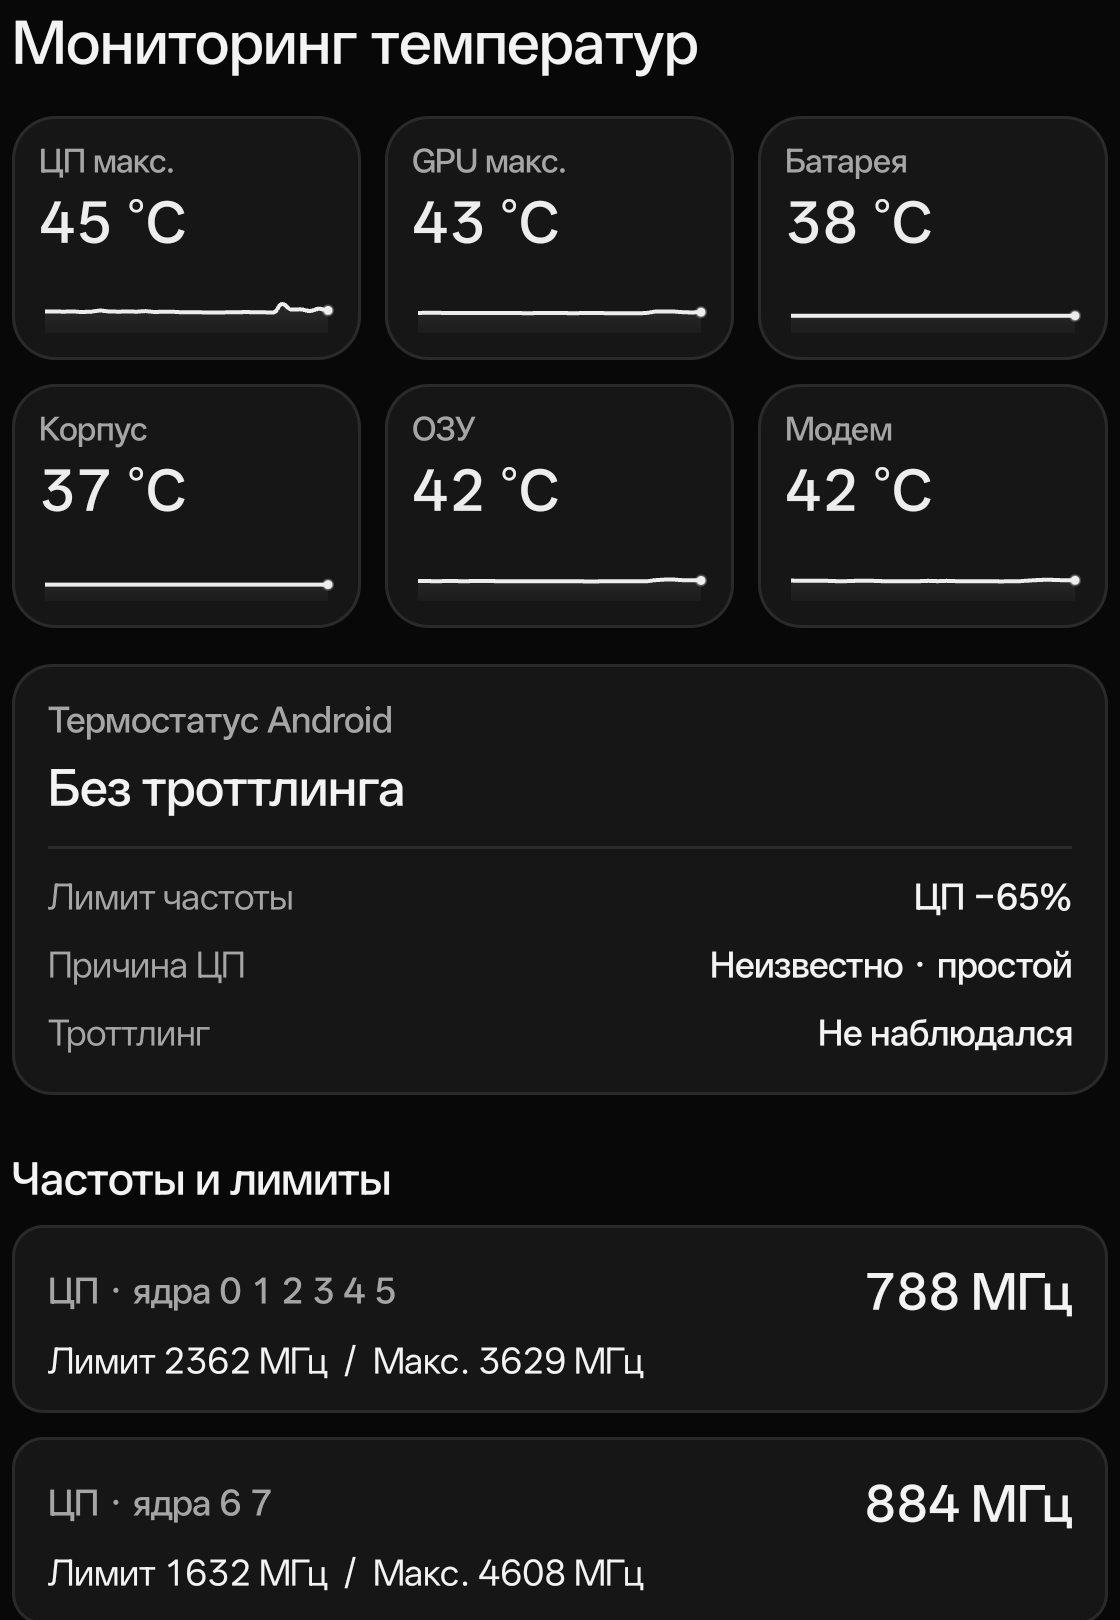 Мониторинг температур
ЦП макс.
45 °C
GPU макс.
43 °C
Батарея
38 °C
Корпус
37 °C
ОЗУ
42 °C
Модем
42 °C
Термостатус Android
Без троттлинга
Лимит частоты ЦП −65%
Причина ЦП Неизвестно · простой
Троттлинг Не наблюдался
Частоты и лимиты
ЦП · ядра 0 1 2 3 4 5 788 МГц
Лимит 2362 МГц / Макс. 3629 МГц
ЦП · ядра 6 7 884 МГц
Лимит 1632 МГц / Макс. 4608 МГц